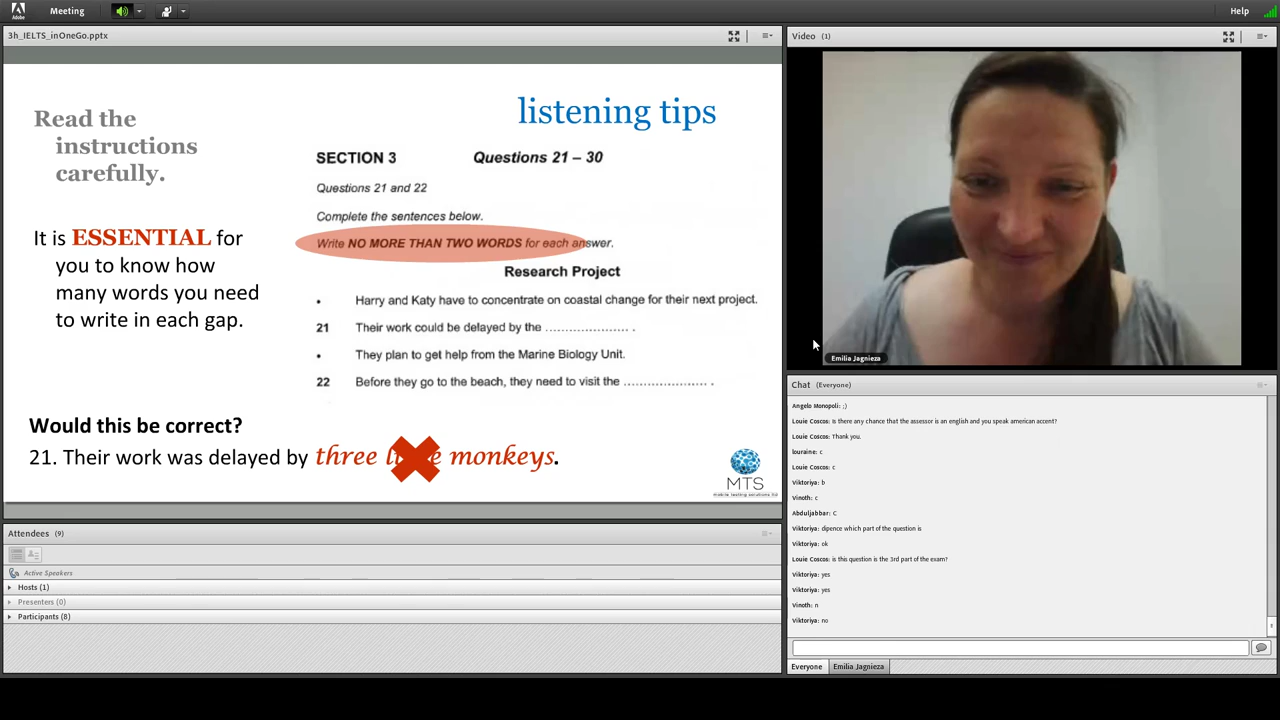 Meeting
Help
Adobe
3h_IELTS_inOneGo.pptx
Read the
instructions
carefully.
It is ESSENTIAL for
you to know how
many words you need
to write in each gap.
listening tips
SECTION 3 Questions 21 – 30
Questions 21 and 22
Complete the sentences below.
Write NO MORE THAN TWO WORDS for each answer.
Research Project
• Harry and Katy have to concentrate on coastal change for their next project.
21 Their work could be delayed by the ..................... .
• They plan to get help from the Marine Biology Unit.
22 Before they go to the beach, they need to visit the ..................... .
Would this be correct?
21. Their work was delayed by three little monkeys.
MTS
mobile testing solutions ltd
Attendees (9)
Active Speakers
Hosts (1)
Presenters (0)
Participants (8)
Video (1)
Emilia Jagnieza
Chat (Everyone)
Angelo Monopoli: ;)
Louie Coscos: Is there any chance that the assessor is an english and you speak american accent?
Louie Coscos: Thank you.
louraine: c
Louie Coscos: c
Viktoriya: b
Vinoth: c
Abduljabbar: C
Viktoriya: dipence which part of the question is
Viktoriya: ok
Louie Coscos: is this question is the 3rd part of the exam?
Viktoriya: yes
Viktoriya: yes
Vinoth: n
Viktoriya: no
Everyone
Emilia Jagnieza